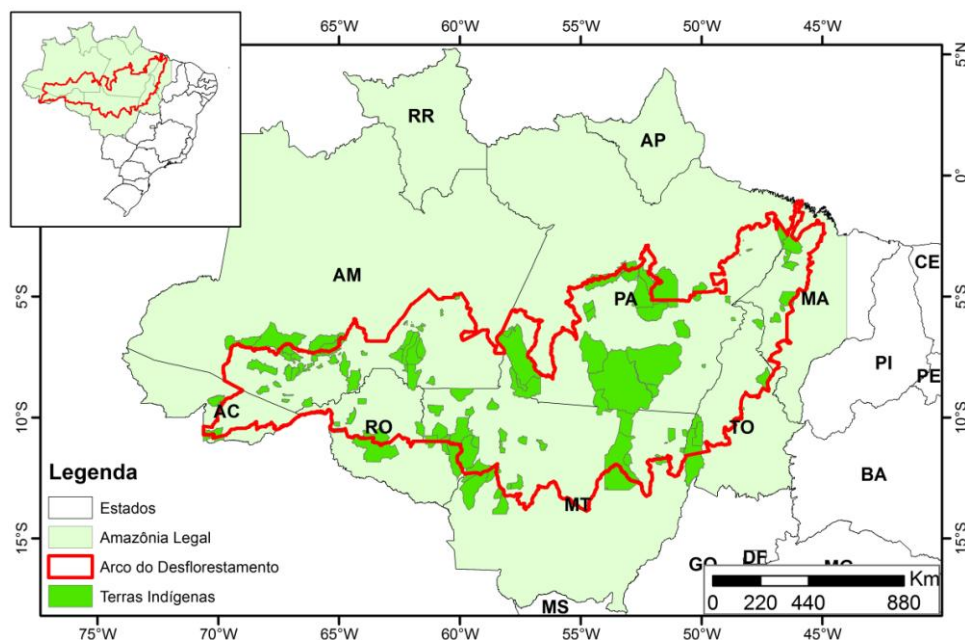 65°W 60°W 55°W 50°W 45°W
5°N
0°
5°S
10°S
15°S
RR
AP
AM
PA
MA
CE
PI
PE
AC
RO
TO
BA
MT
GO
DF
MG
MS
5°S
10°S
15°S
Legenda
Estados
Amazônia Legal
Arco do Desflorestamento
Terras Indígenas
Km
0 220 440 880
75°W 70°W 65°W 60°W 55°W 50°W 45°W